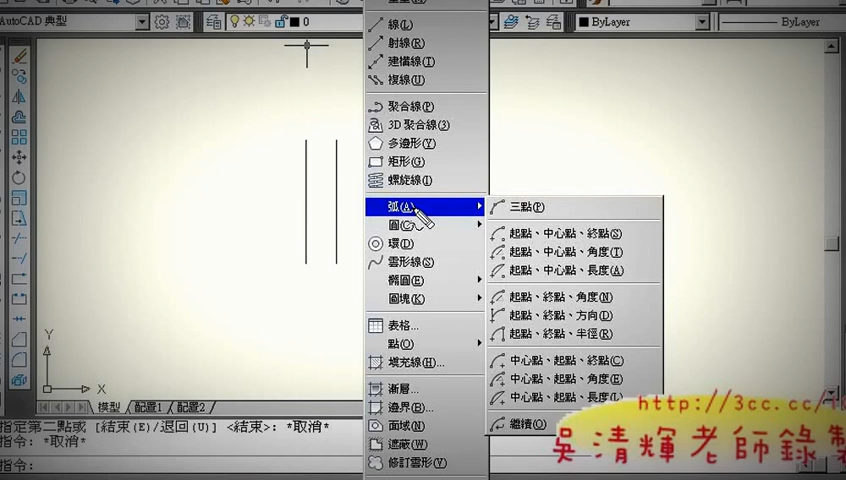 AutoCAD 典型
0
ByLayer
ByLayer
線(L)
射線(R)
建構線(T)
複線(U)
聚合線(P)
3D 聚合線(3)
多邊形(Y)
矩形(G)
螺旋線(I)
弧(A)
圓(C)
環(D)
雲形線(S)
橢圓(E)
圖塊(K)
表格...
點(O)
填充線(H)...
漸層...
邊界(B)...
面域(N)
遮蔽(W)
修訂雲形(V)
三點(P)
起點、中心點、終點(S)
起點、中心點、角度(T)
起點、中心點、長度(A)
起點、終點、角度(N)
起點、終點、方向(D)
起點、終點、半徑(R)
中心點、起點、終點(C)
中心點、起點、角度(E)
中心點、起點、長度(L)
繼續(O)
Y
X
模型 配置1 配置2
指定第二點或 [結束(E)/退回(U)] <結束>: *取消*
指令: *取消*
指令:
http://3cc.cc/
吳清輝老師錄製